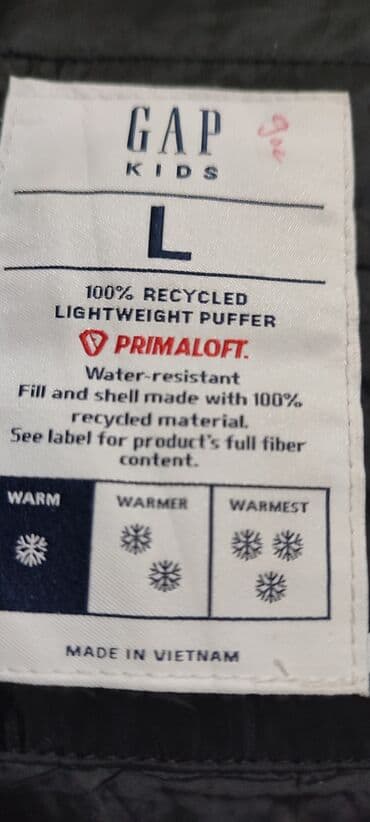 GAP
KIDS
L
100% RECYCLED
LIGHTWEIGHT PUFFER
PRIMALOFT.
Water-resistant
Fill and shell made with 100%
recycled material.
See label for product's full fiber
content.
WARM WARMER WARMEST
MADE IN VIETNAM